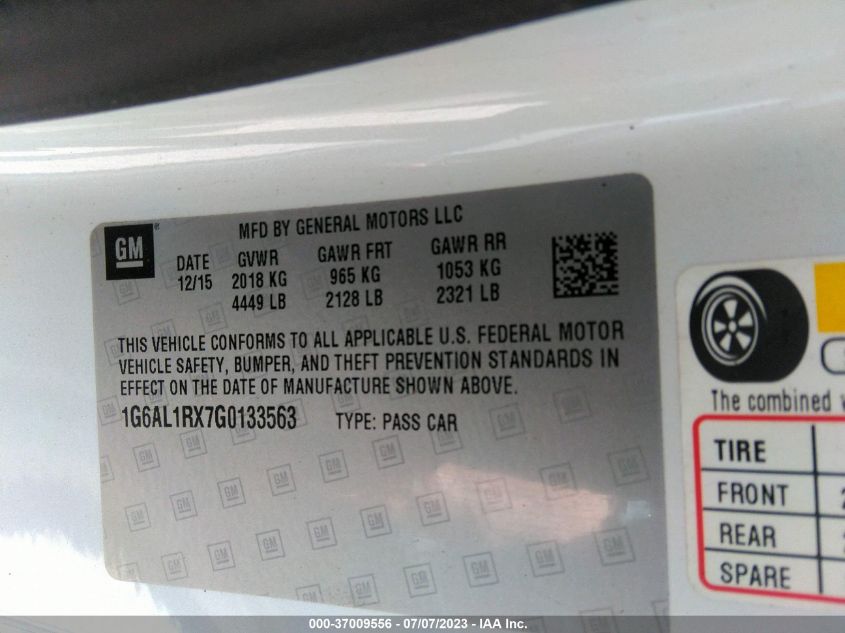 GM
MFD BY GENERAL MOTORS LLC
DATE GVWR GAWR FRT GAWR RR
12/15 2018 KG 965 KG 1053 KG
4449 LB 2128 LB 2321 LB
THIS VEHICLE CONFORMS TO ALL APPLICABLE U.S. FEDERAL MOTOR
VEHICLE SAFETY, BUMPER, AND THEFT PREVENTION STANDARDS IN
EFFECT ON THE DATE OF MANUFACTURE SHOWN ABOVE.
1G6AL1RX7G0133563 TYPE: PASS CAR
The combined
TIRE
FRONT
REAR
SPARE
000-37009556 - 07/07/2023 - IAA Inc.